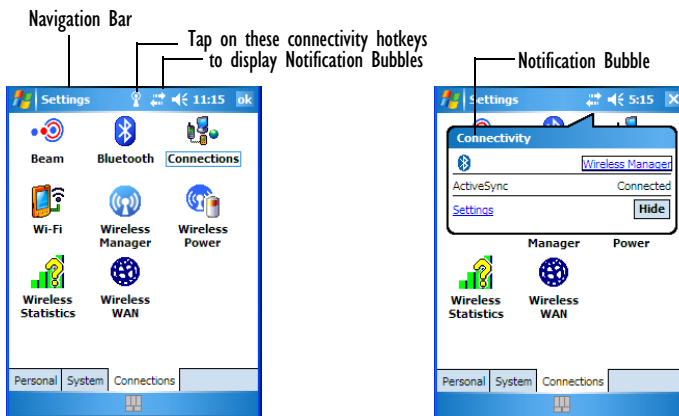 Navigation Bar
Tap on these connectivity hotkeys
to display Notification Bubbles
Settings 11:15 ok
Beam Bluetooth Connections
Wi-Fi Wireless Manager Wireless Power
Wireless Statistics Wireless WAN
Personal System Connections
Notification Bubble
Settings 5:15 X
Connectivity
Wireless Manager
ActiveSync Connected
Settings Hide
Manager Power
Wireless Statistics Wireless WAN
Personal System Connections